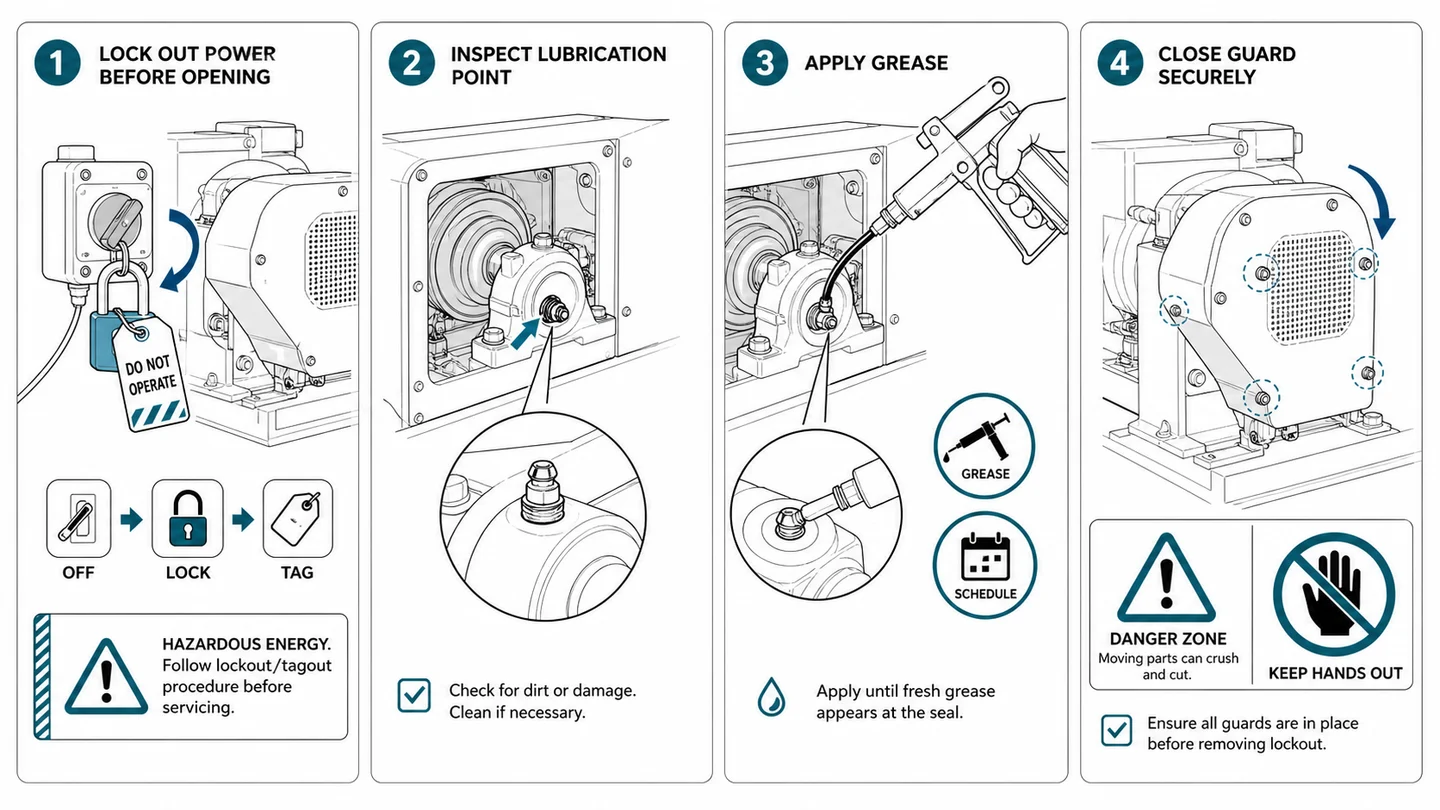 1
LOCK OUT POWER
BEFORE OPENING
DO NOT
OPERATE
OFF
LOCK
TAG
HAZARDOUS ENERGY.
Follow lockout/tagout
procedure before
servicing.
2
INSPECT LUBRICATION
POINT
Check for dirt or damage.
Clean if necessary.
3
APPLY GREASE
GREASE
SCHEDULE
Apply until fresh grease
appears at the seal.
4
CLOSE GUARD
SECURELY
DANGER ZONE
Moving parts can crush
and cut.
KEEP HANDS OUT
Ensure all guards are in place
before removing lockout.